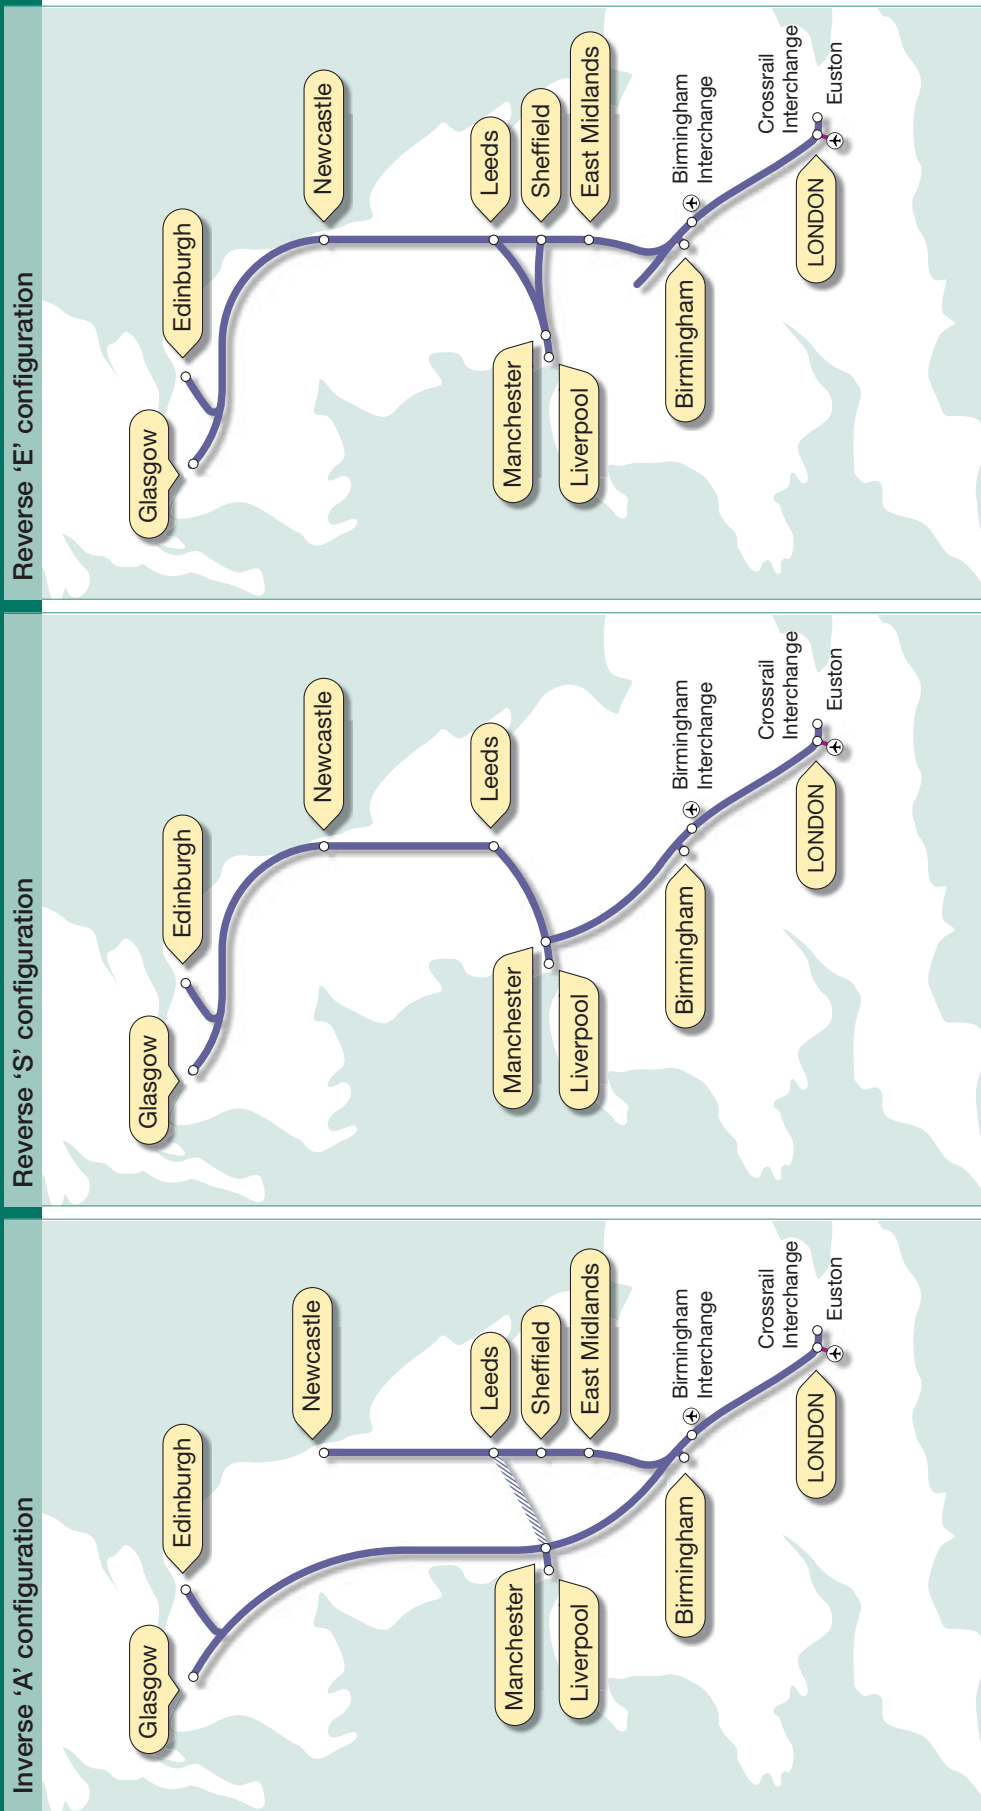 Inverse ‘A’ configuration
Glasgow
Edinburgh
Newcastle
Leeds
Sheffield
East Midlands
Manchester
Liverpool
Birmingham
Birmingham
Interchange
Crossrail
Interchange
Euston
LONDON
Reverse ‘S’ configuration
Glasgow
Edinburgh
Newcastle
Leeds
Manchester
Liverpool
Birmingham
Birmingham
Interchange
Crossrail
Interchange
Euston
LONDON
Reverse ‘E’ configuration
Glasgow
Edinburgh
Newcastle
Leeds
Sheffield
East Midlands
Manchester
Liverpool
Birmingham
Birmingham
Interchange
Crossrail
Interchange
Euston
LONDON